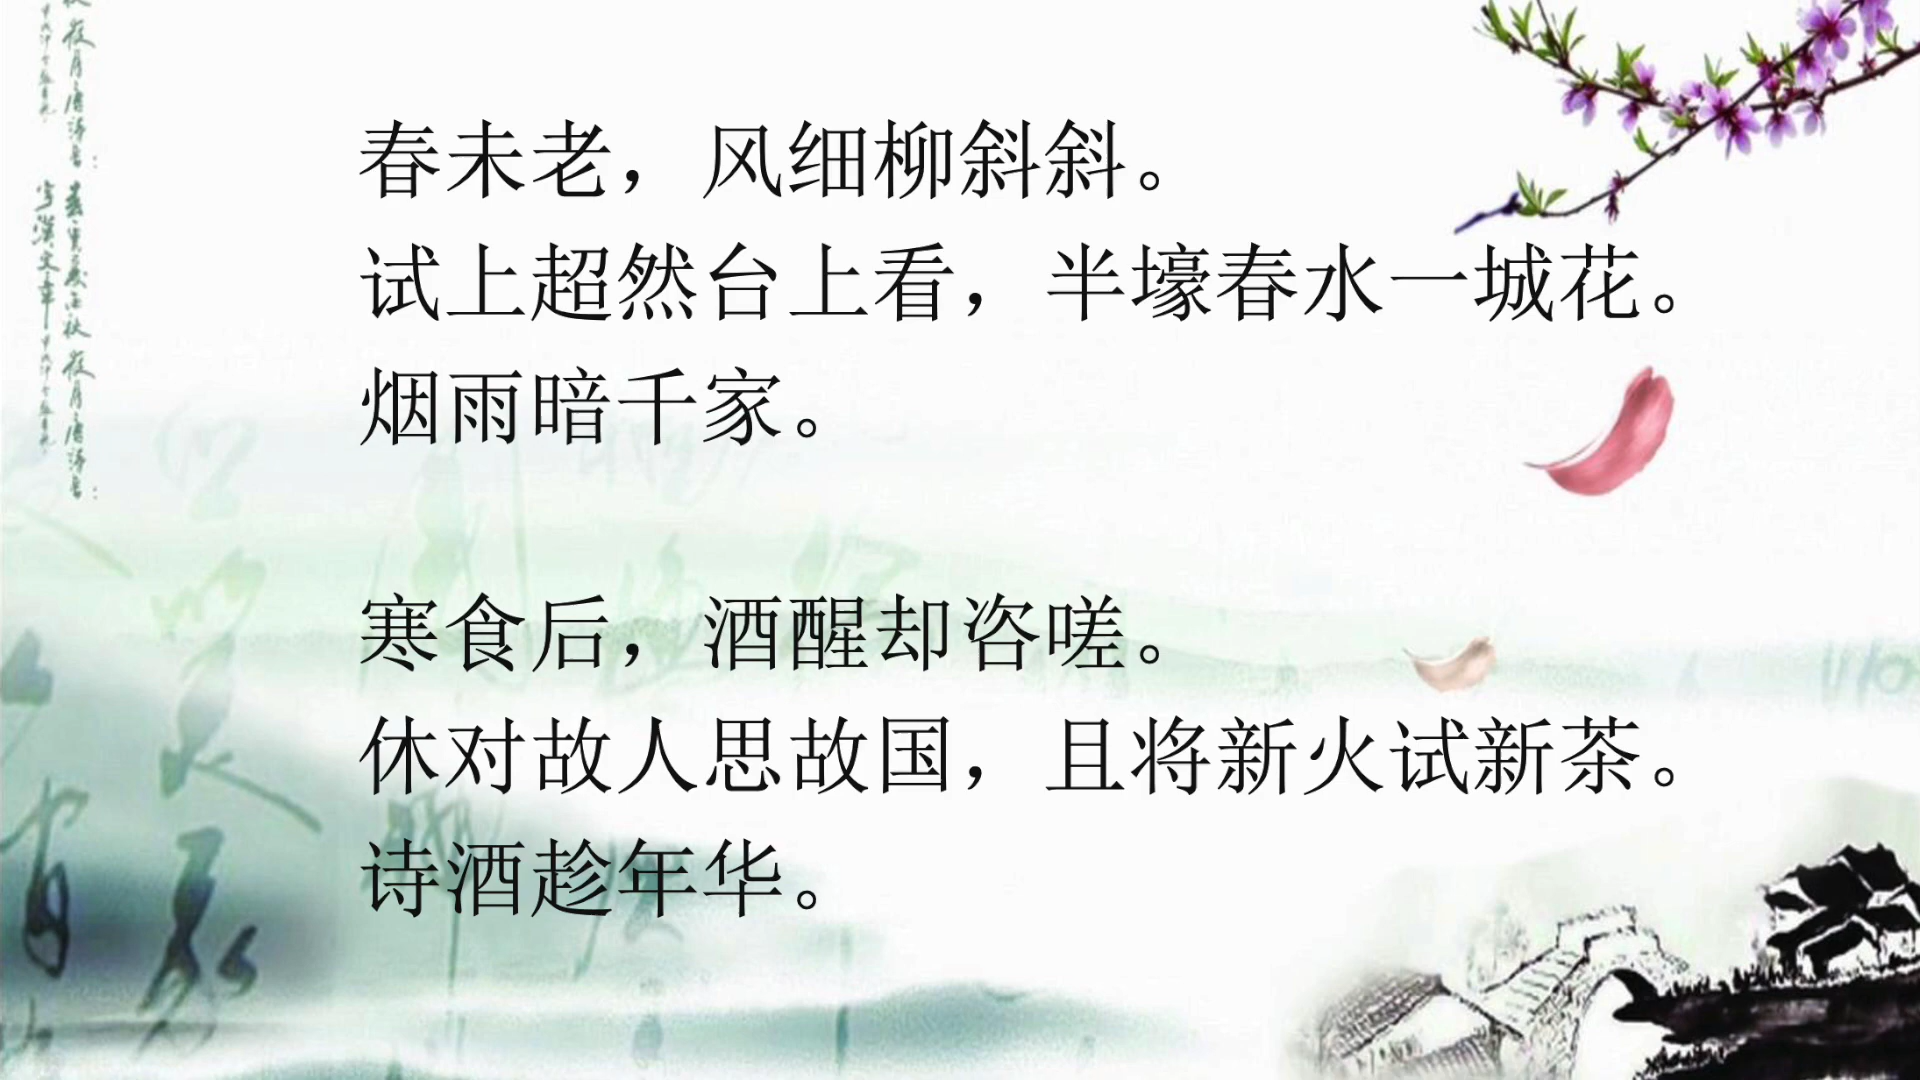 春未老，风细柳斜斜。
试上超然台上看，半壕春水一城花。
烟雨暗千家。
寒食后，酒醒却咨嗟。
休对故人思故国，且将新火试新茶。
诗酒趁年华。